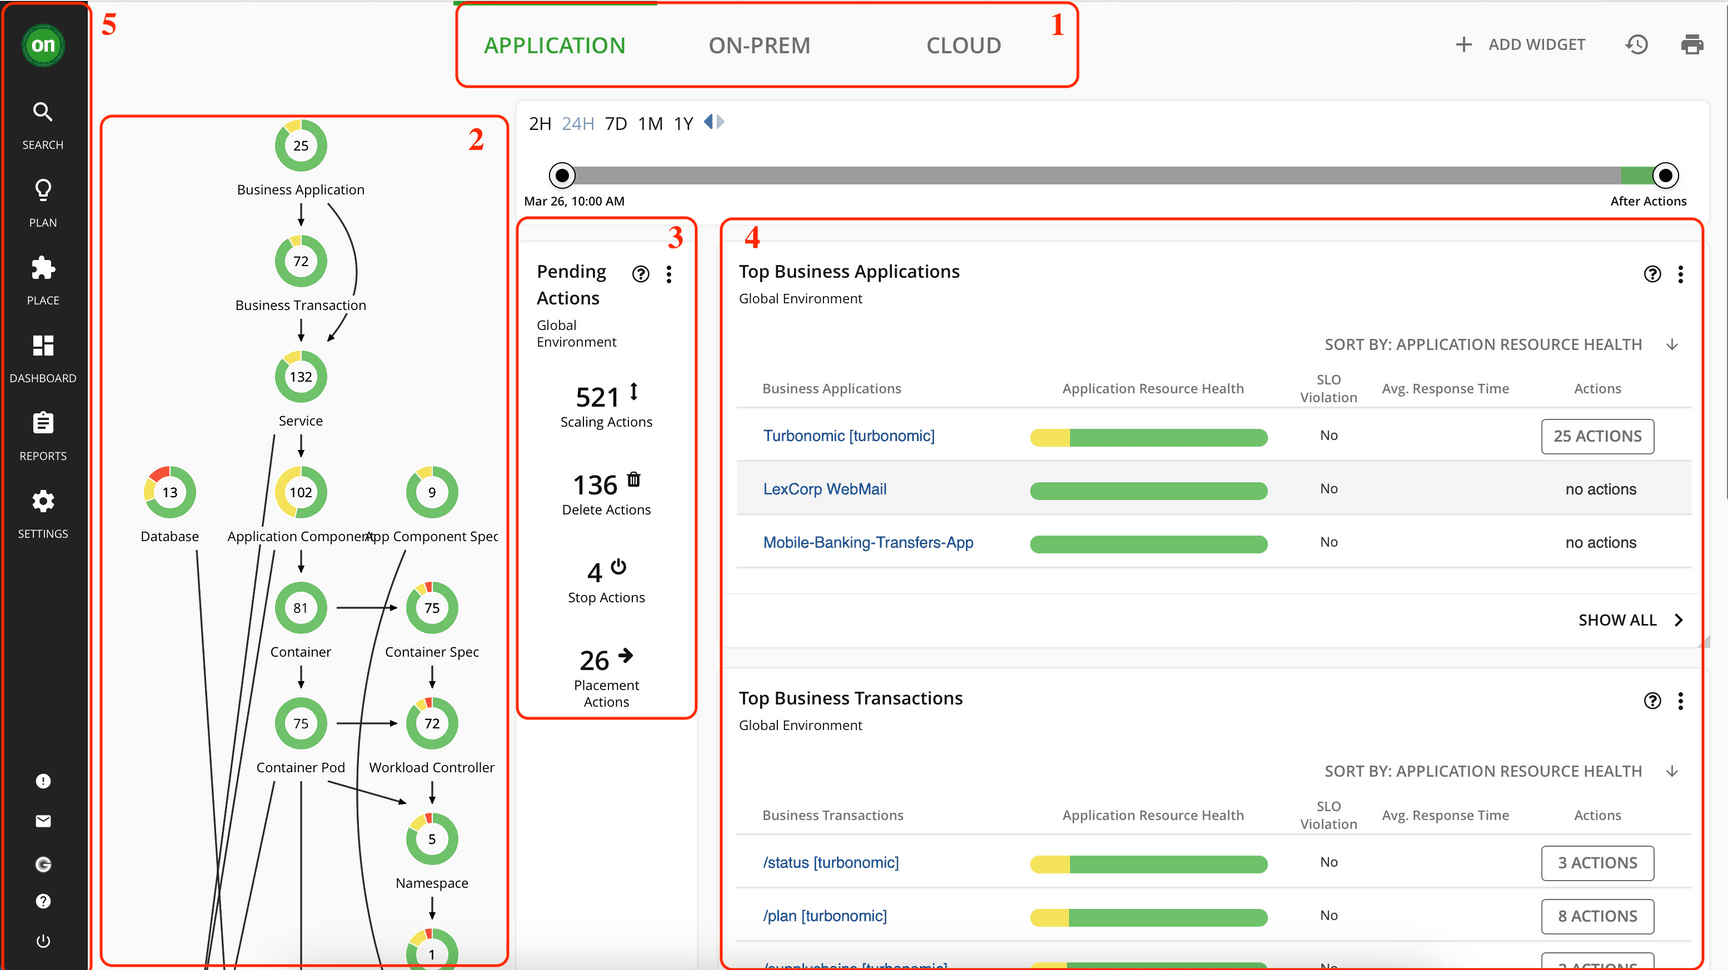 on
SEARCH
PLAN
PLACE
DASHBOARD
REPORTS
SETTINGS
5
APPLICATION ON-PREM CLOUD
1
ADD WIDGET
2
25
Business Application
72
Business Transaction
132
Service
13
102
9
Database
Application Component
App Component Spec
81
75
Container
Container Spec
75
72
Container Pod
Workload Controller
5
Namespace
1
2H 24H 7D 1M 1Y
Mar 26, 10:00 AM
After Actions
3
Pending
Actions
Global
Environment
521
Scaling Actions
136
Delete Actions
4
Stop Actions
26
Placement
Actions
4
Top Business Applications
Global Environment
SORT BY: APPLICATION RESOURCE HEALTH
Business Applications Application Resource Health SLO Violation Avg. Response Time Actions
Turbonomic [turbonomic] No 25 ACTIONS
LexCorp WebMail No no actions
Mobile-Banking-Transfers-App No no actions
SHOW ALL
Top Business Transactions
Global Environment
SORT BY: APPLICATION RESOURCE HEALTH
Business Transactions Application Resource Health SLO Violation Avg. Response Time Actions
/status [turbonomic] No 3 ACTIONS
/plan [turbonomic] No 8 ACTIONS
[turbonomic] No ACTIONS